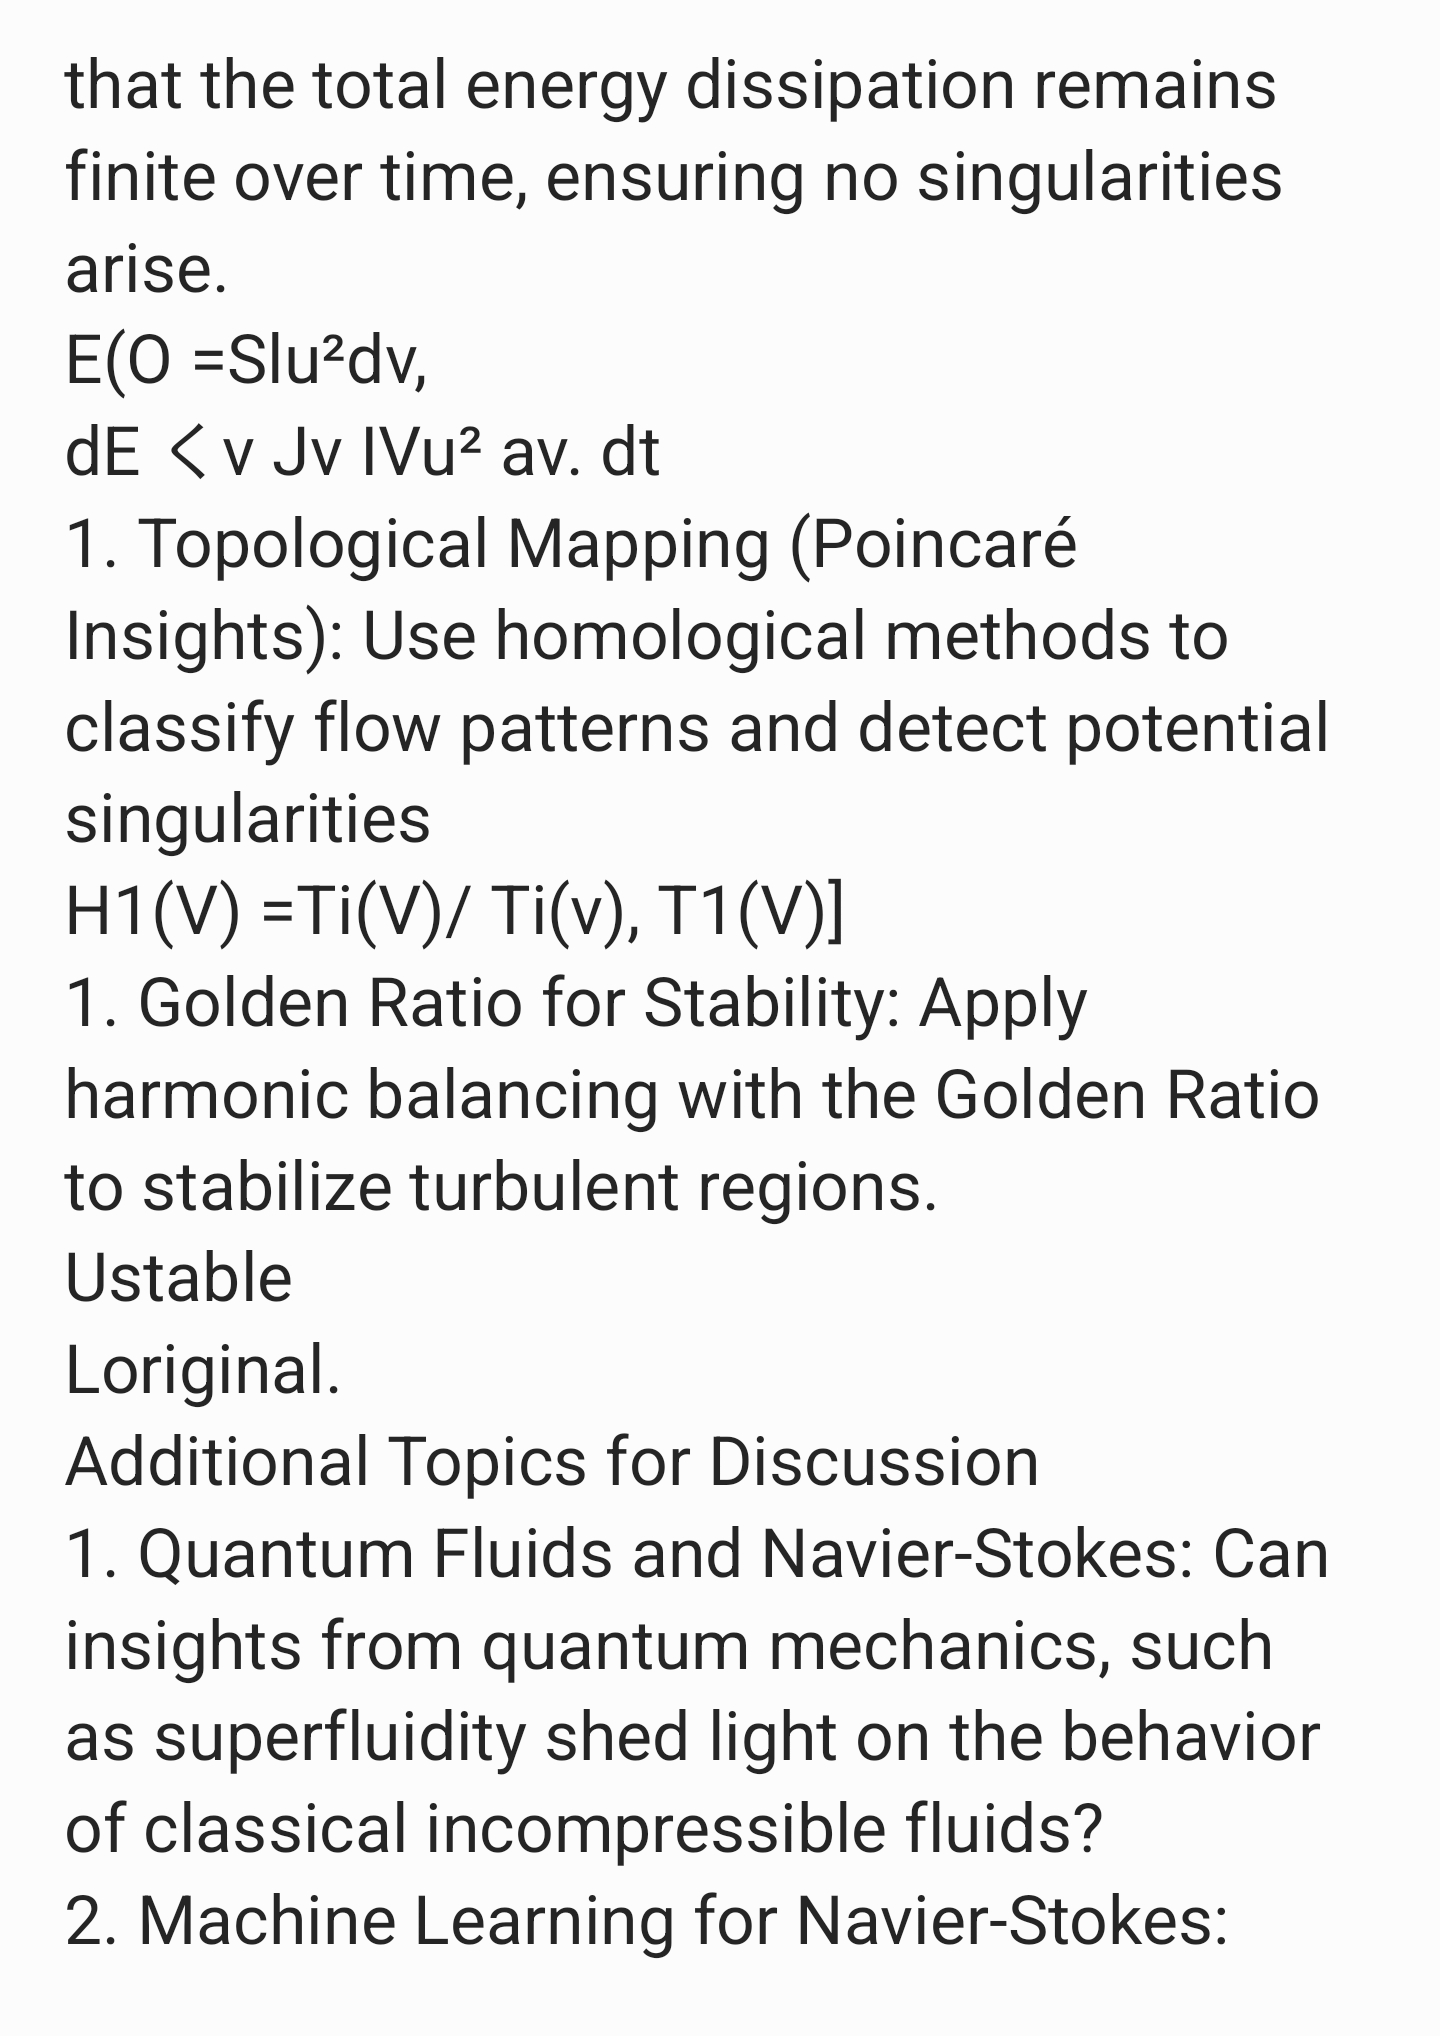 that the total energy dissipation remains
finite over time, ensuring no singularities
arise.
E(O =Slu²dv,
dE く v Jv IVu² av. dt
1. Topological Mapping (Poincaré
Insights): Use homological methods to
classify flow patterns and detect potential
singularities
H1(V) =Ti(V)/ Ti(v), T1(V)]
1. Golden Ratio for Stability: Apply
harmonic balancing with the Golden Ratio
to stabilize turbulent regions.
Ustable
Loriginal.
Additional Topics for Discussion
1. Quantum Fluids and Navier-Stokes: Can
insights from quantum mechanics, such
as superfluidity shed light on the behavior
of classical incompressible fluids?
2. Machine Learning for Navier-Stokes: